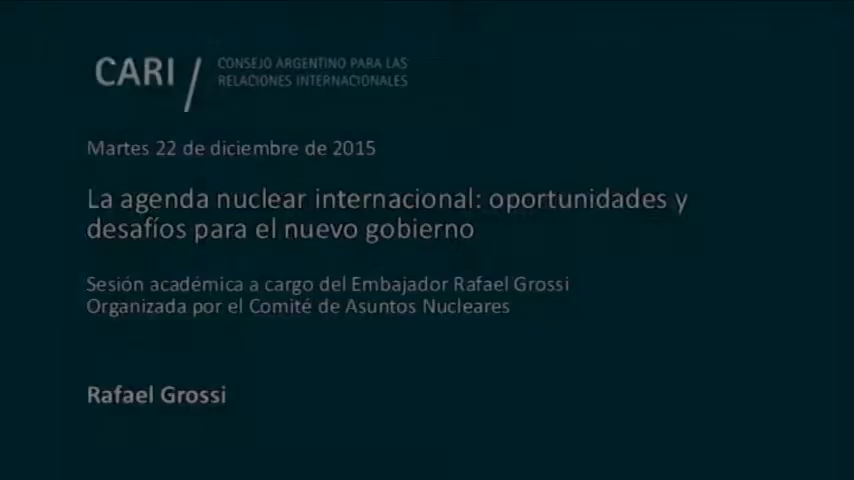 CARI /
CONSEJO ARGENTINO PARA LAS
RELACIONES INTERNACIONALES
Martes 22 de diciembre de 2015
La agenda nuclear internacional: oportunidades y
desafíos para el nuevo gobierno
Sesión académica a cargo del Embajador Rafael Grossi
Organizada por el Comité de Asuntos Nucleares
Rafael Grossi